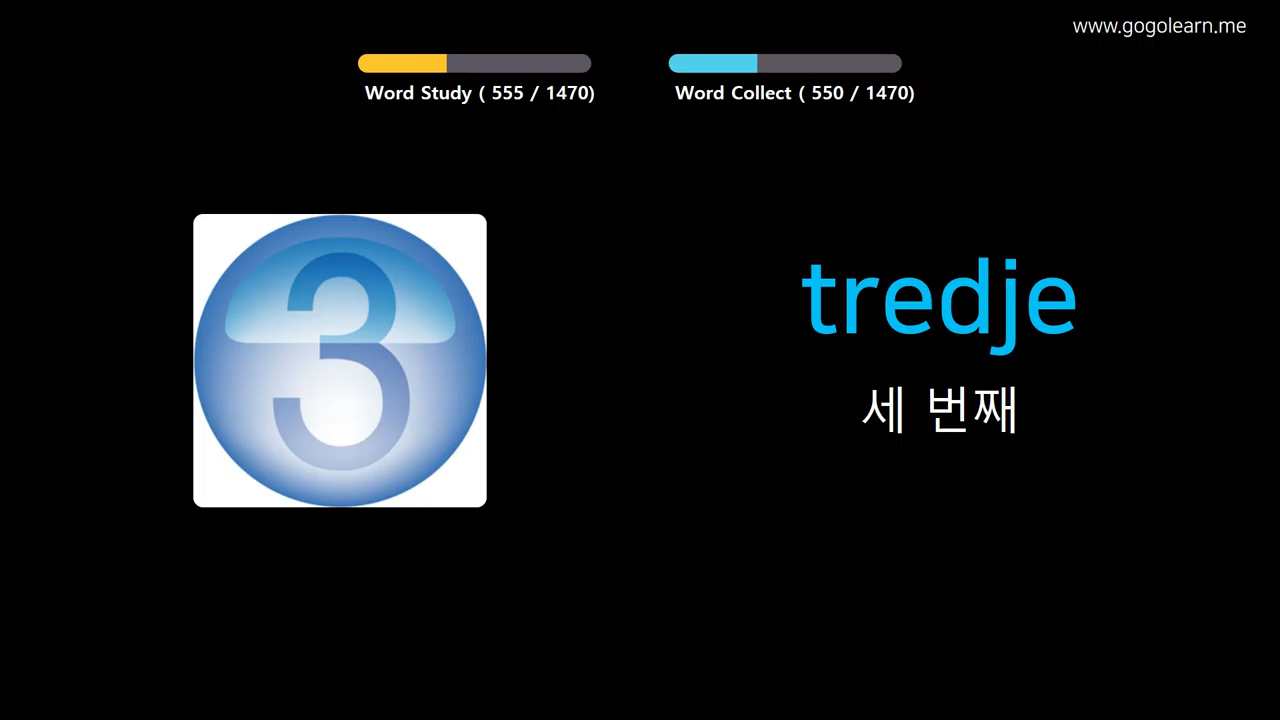 www.gogolearn.me
Word Study ( 555 / 1470)
Word Collect ( 550 / 1470)
3
tredje
세 번째